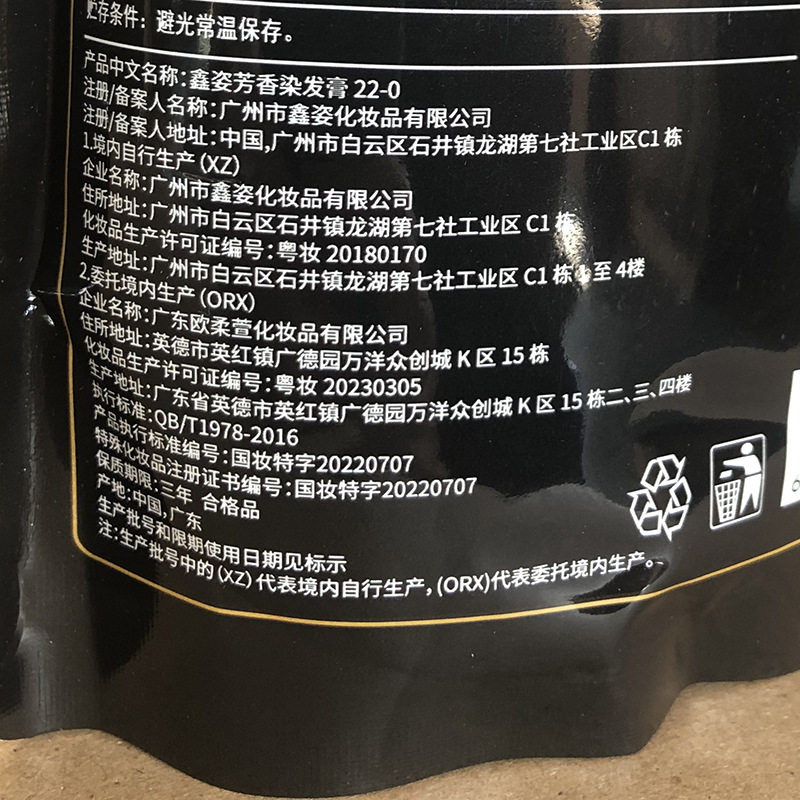 贮存条件：避光常温保存。
产品中文名称：鑫姿芳香染发膏 22-0
注册/备案人名称：广州市鑫姿化妆品有限公司
注册/备案人地址：中国,广州市白云区石井镇龙湖第七社工业区C1 栋
1.境内自行生产（XZ）
企业名称：广州市鑫姿化妆品有限公司
住所地址：广州市白云区石井镇龙湖第七社工业区 C1 栋
化妆品生产许可证编号：粤妆 20180170
生产地址：广州市白云区石井镇龙湖第七社工业区 C1 栋 1 至 4楼
2.委托境内生产（ORX）
企业名称：广东欧柔萱化妆品有限公司
住所地址：英德市英红镇广德园万洋众创城 K 区 15 栋
化妆品生产许可证编号：粤妆 20230305
生产地址：广东省英德市英红镇广德园万洋众创城 K 区 15 栋二、三、四楼
执行标准：QB/T1978-2016
产品执行标准编号：国妆特字20220707
特殊化妆品注册证书编号：国妆特字20220707
保质期限：三年 合格品
产地：中国,广东
生产批号和限期使用日期见标示
注：生产批号中的（XZ）代表境内自行生产，(ORX)代表委托境内生产。